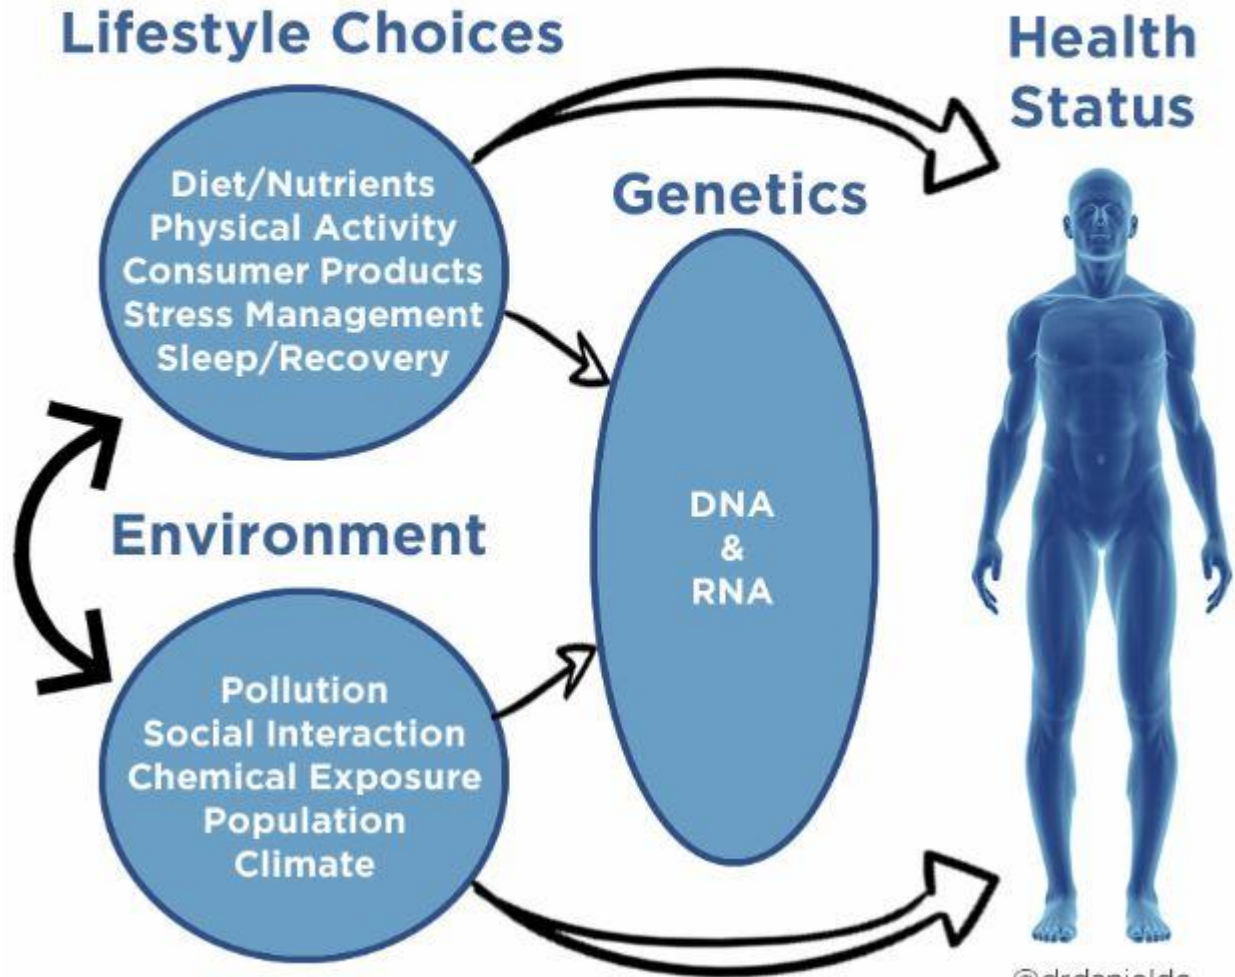 Lifestyle Choices
Diet/Nutrients
Physical Activity
Consumer Products
Stress Management
Sleep/Recovery
Environment
Pollution
Social Interaction
Chemical Exposure
Population
Climate
Genetics
DNA
&
RNA
Health
Status